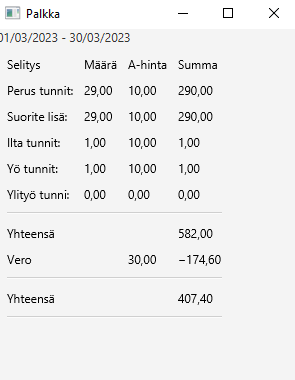 Palkka
01/03/2023 - 30/03/2023
Selitys Määrä A-hinta Summa
Perus tunnit: 29,00 10,00 290,00
Suorite lisä: 29,00 10,00 290,00
Ilta tunnit: 1,00 10,00 1,00
Yö tunnit: 1,00 10,00 1,00
Ylityö tunni: 0,00 0,00 0,00
Yhteensä 582,00
Vero 30,00 −174,60
Yhteensä 407,40